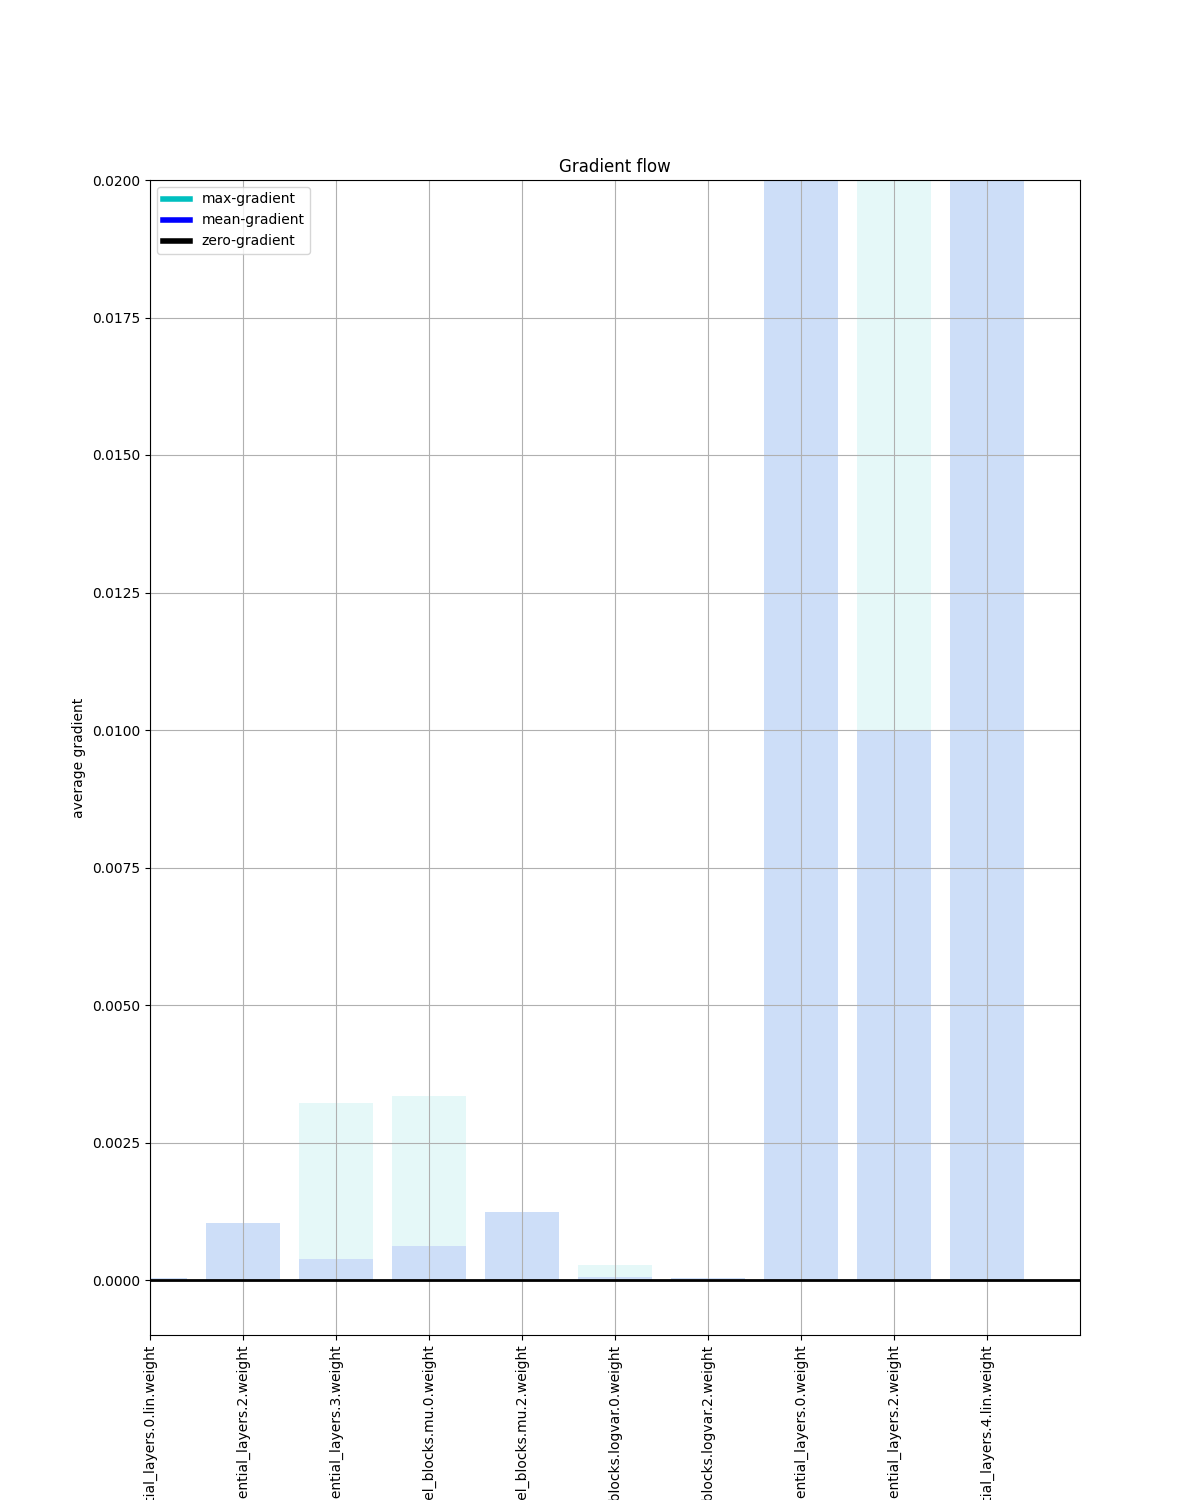 Gradient flow
max-gradient
mean-gradient
zero-gradient
average gradient
0.0200
0.0175
0.0150
0.0125
0.0100
0.0075
0.0050
0.0025
0.0000
tial_layers.0.lin.weight
ential_layers.2.weight
ential_layers.3.weight
el_blocks.mu.0.weight
el_blocks.mu.2.weight
blocks.logvar.0.weight
blocks.logvar.2.weight
ential_layers.0.weight
ential_layers.2.weight
tial_layers.4.lin.weight